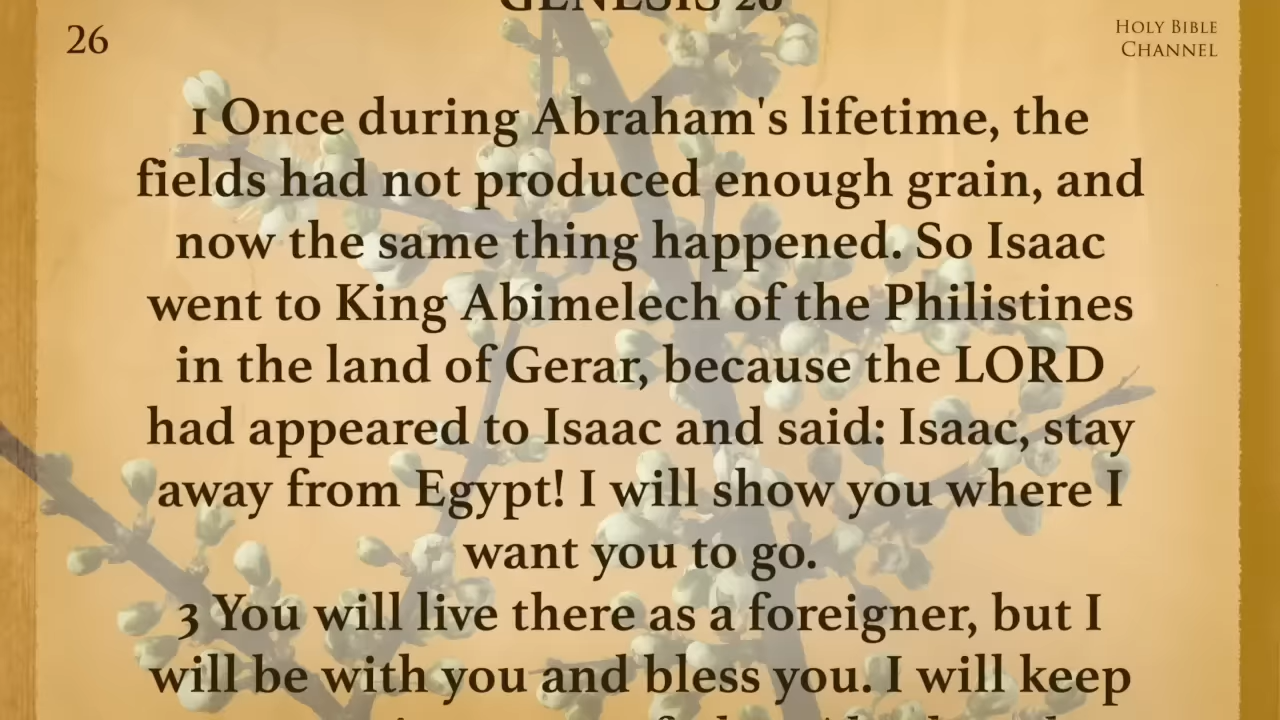 GENESIS 26
26
HOLY BIBLE
CHANNEL
1 Once during Abraham's lifetime, the
fields had not produced enough grain, and
now the same thing happened. So Isaac
went to King Abimelech of the Philistines
in the land of Gerar, because the LORD
had appeared to Isaac and said: Isaac, stay
away from Egypt! I will show you where I
want you to go.
3 You will live there as a foreigner, but I
will be with you and bless you. I will keep